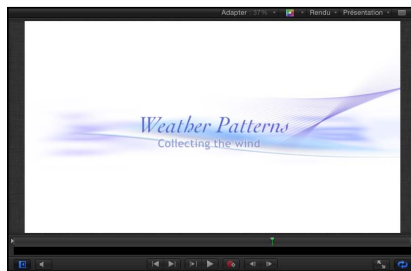 Adapter : 37% Rendu Présentation
Weather Patterns
Collecting the wind